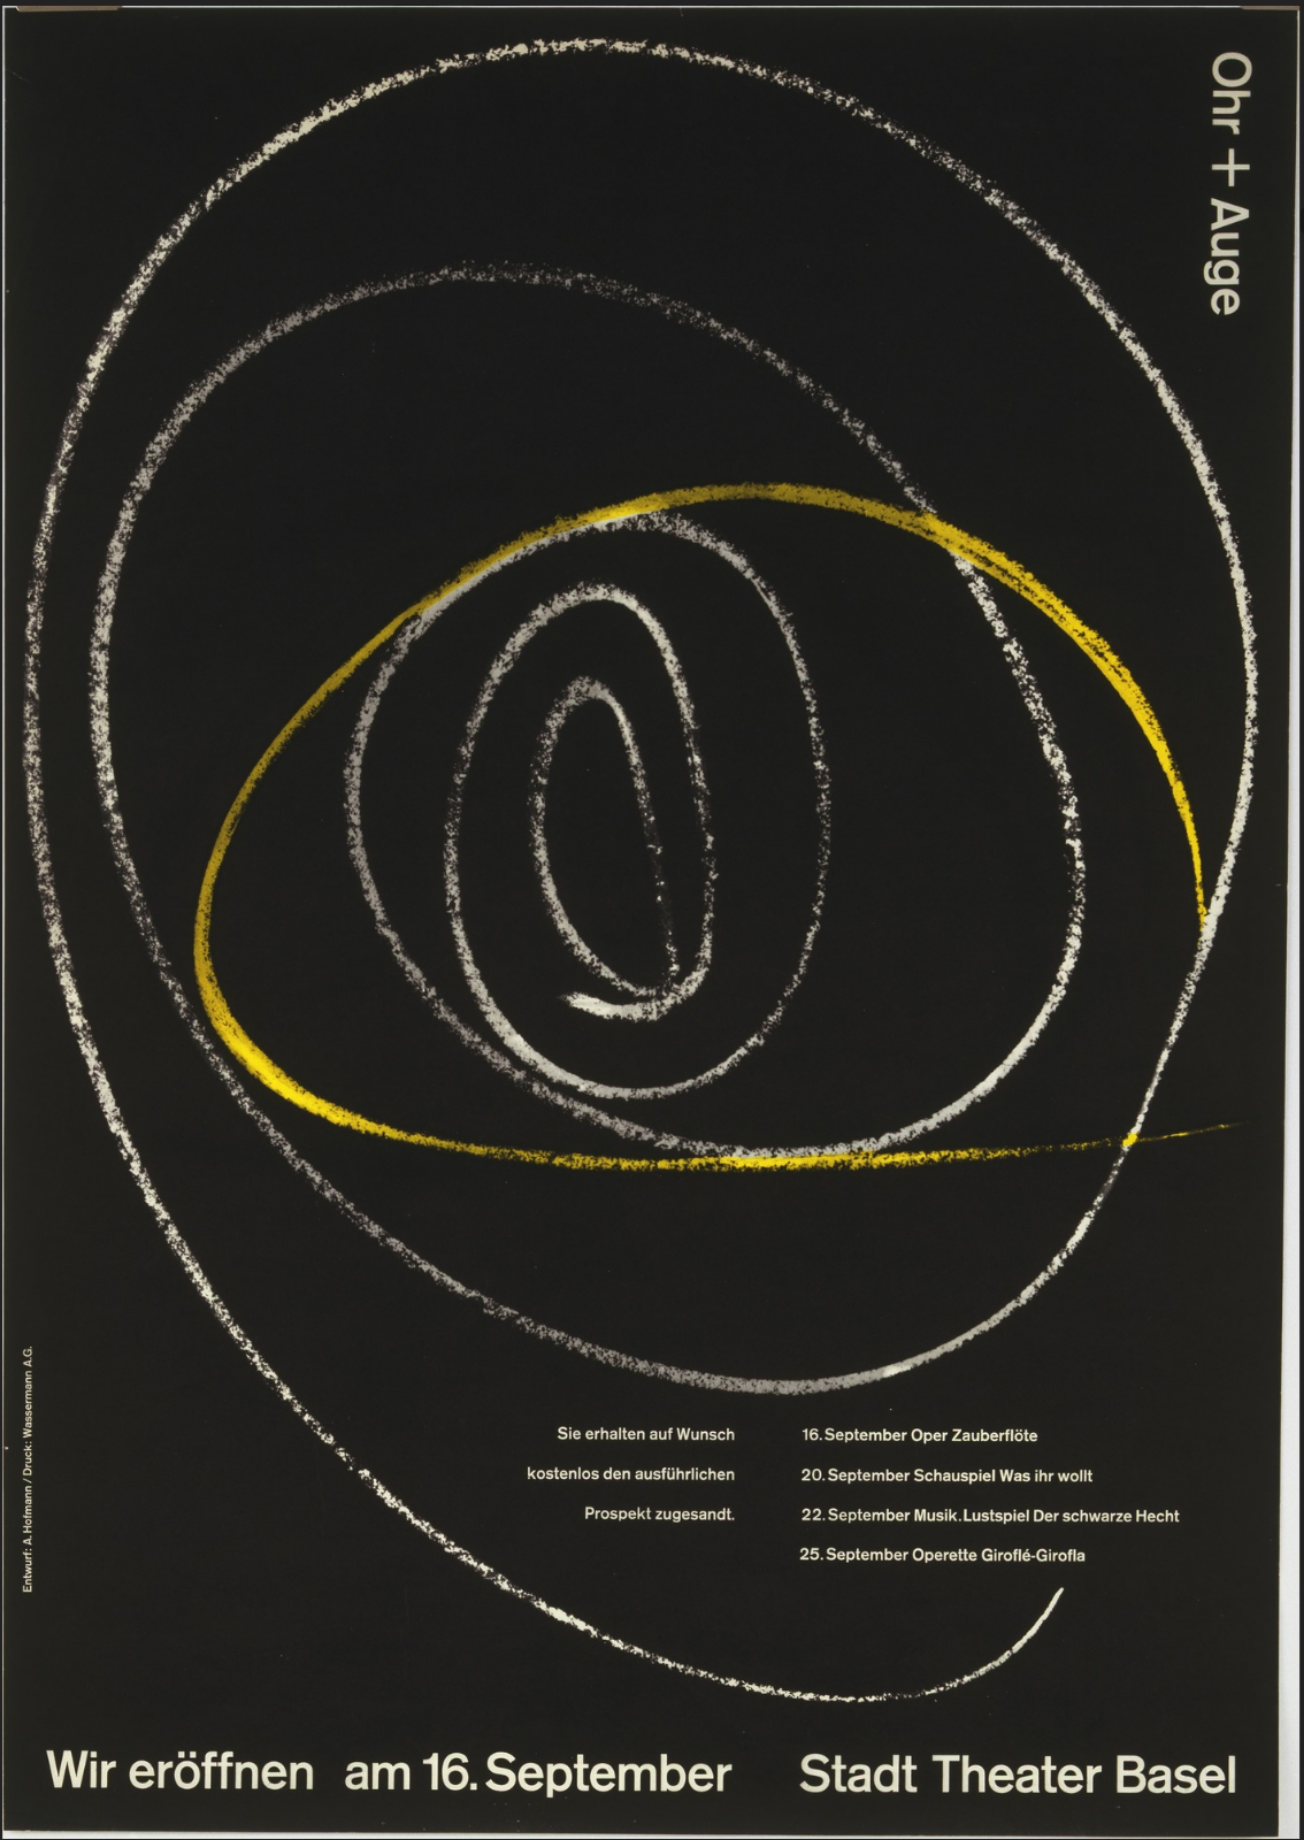 Ohr + Auge
Sie erhalten auf Wunsch
kostenlos den ausführlichen
Prospekt zugesandt.
16. September Oper Zauberflöte
20. September Schauspiel Was ihr wollt
22. September Musik. Lustspiel Der schwarze Hecht
25. September Operette Giroflé-Girofla
Entwurf: A. Hofmann / Druck: Wassermann A.G.
Wir eröffnen am 16. September Stadt Theater Basel